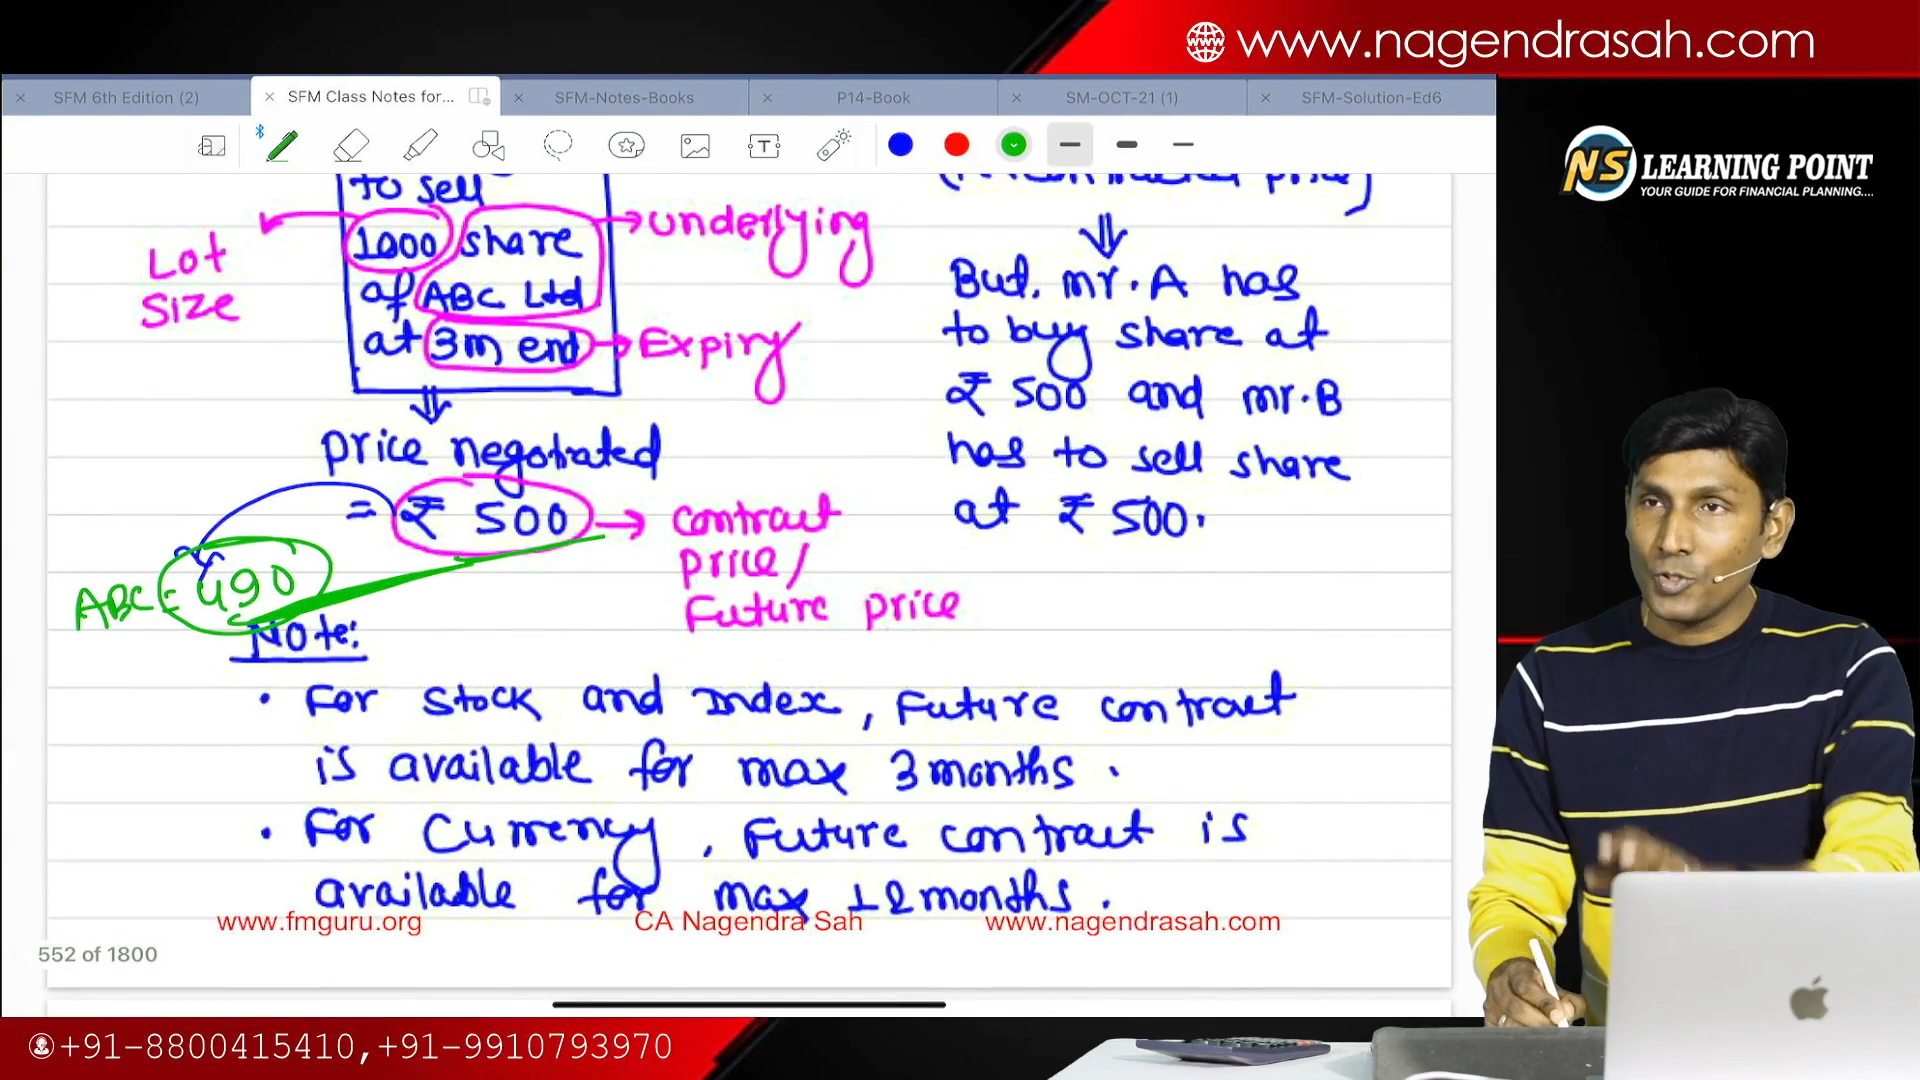 www.nagendrasah.com
SFM 6th Edition (2)
SFM Class Notes for...
SFM-Notes-Books
P14-Book
SM-OCT-21 (1)
SFM-Solution-Ed6
NS LEARNING POINT
YOUR GUIDE FOR FINANCIAL PLANNING....
to sell
1000 share
of ABC Ltd
at 3m end
Lot
Size
underlying
Expiry
price negotiated
= ₹ 500
contract
price/
Future price
ABC = 490
price)
But, mr. A has
to buy share at
₹ 500 and mr. B
has to sell share
at ₹ 500.
Note:
• For Stock and Index, Future contract
is available for max 3 months.
• For Currency, Future contract is
available for max 12 months.
www.fmguru.org
CA Nagendra Sah
www.nagendrasah.com
552 of 1800
+91-8800415410,+91-9910793970